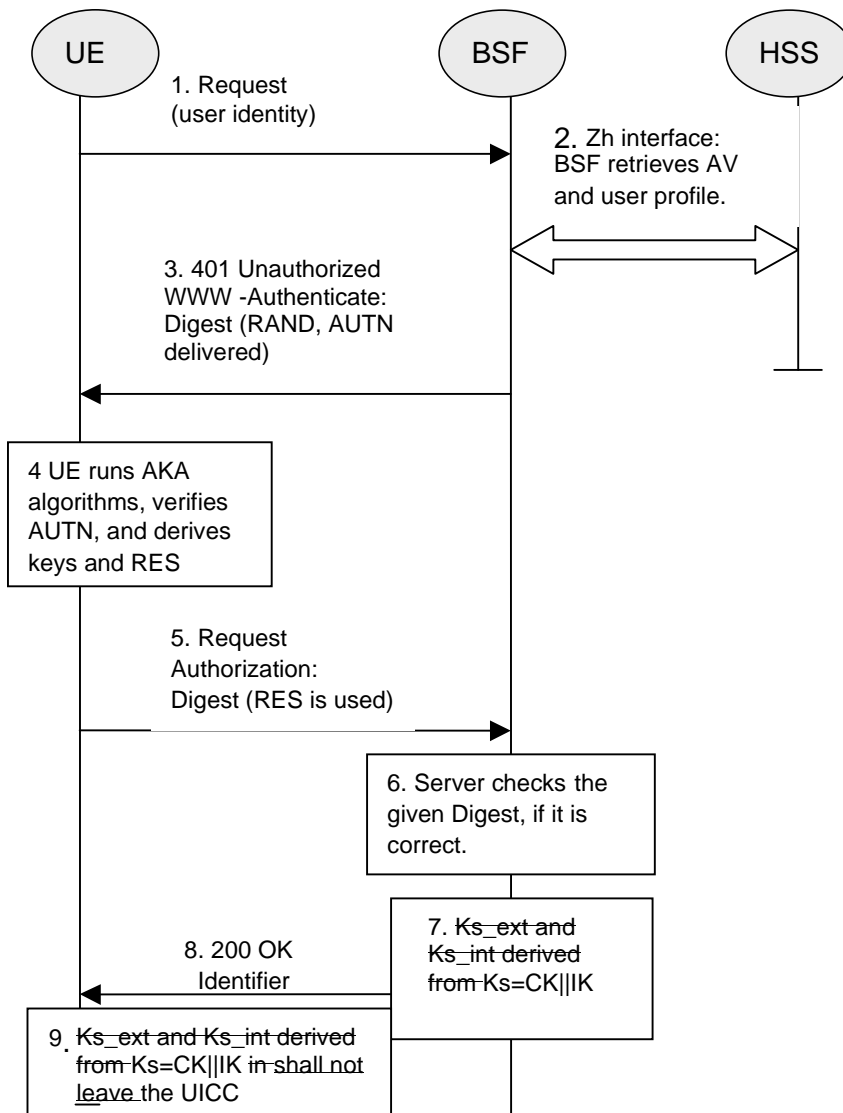 UE
BSF
HSS
1. Request
(user identity)
2. Zh interface:
BSF retrieves AV
and user profile.
3. 401 Unauthorized
WWW -Authenticate:
Digest (RAND, AUTN
delivered)
4 UE runs AKA
algorithms, verifies
AUTN, and derives
keys and RES
5. Request
Authorization:
Digest (RES is used)
6. Server checks the
given Digest, if it is
correct.
7. Ks_ext and
Ks_int derived
from Ks=CK||IK
8. 200 OK
Identifier
9. Ks_ext and Ks_int derived
from Ks=CK||IK in shall not
leave the UICC